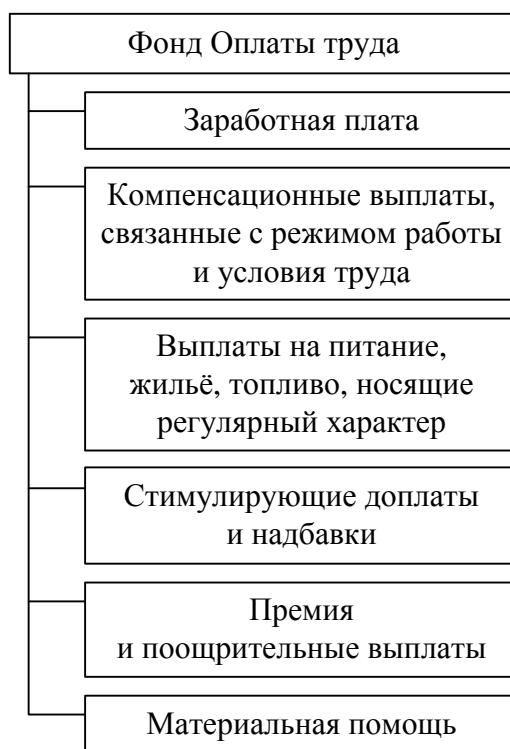 Фонд Оплаты труда
Заработная плата
Компенсационные выплаты,
связанные с режимом работы
и условия труда
Выплаты на питание,
жильё, топливо, носящие
регулярный характер
Стимулирующие доплаты
и надбавки
Премия
и поощрительные выплаты
Материальная помощь